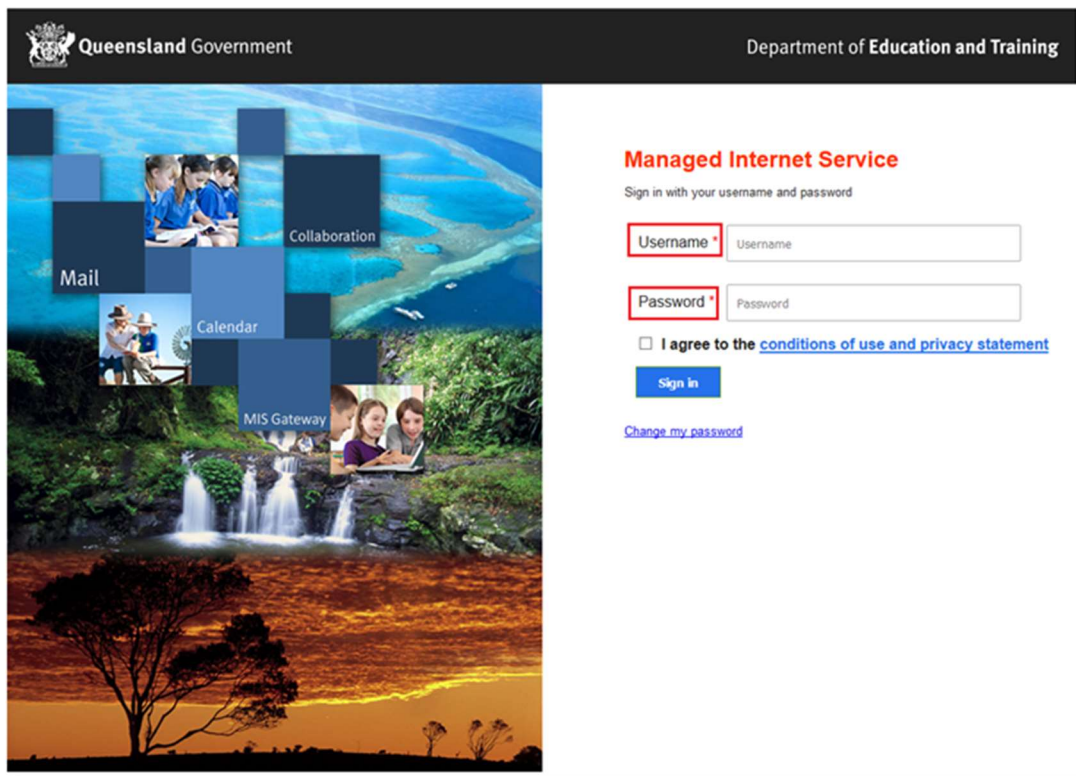 Queensland Government
Department of Education and Training
Collaboration
Mail
Calendar
MIS Gateway
Managed Internet Service
Sign in with your username and password
Username *
Username
Password *
Password
I agree to the conditions of use and privacy statement
Sign in
Change my password